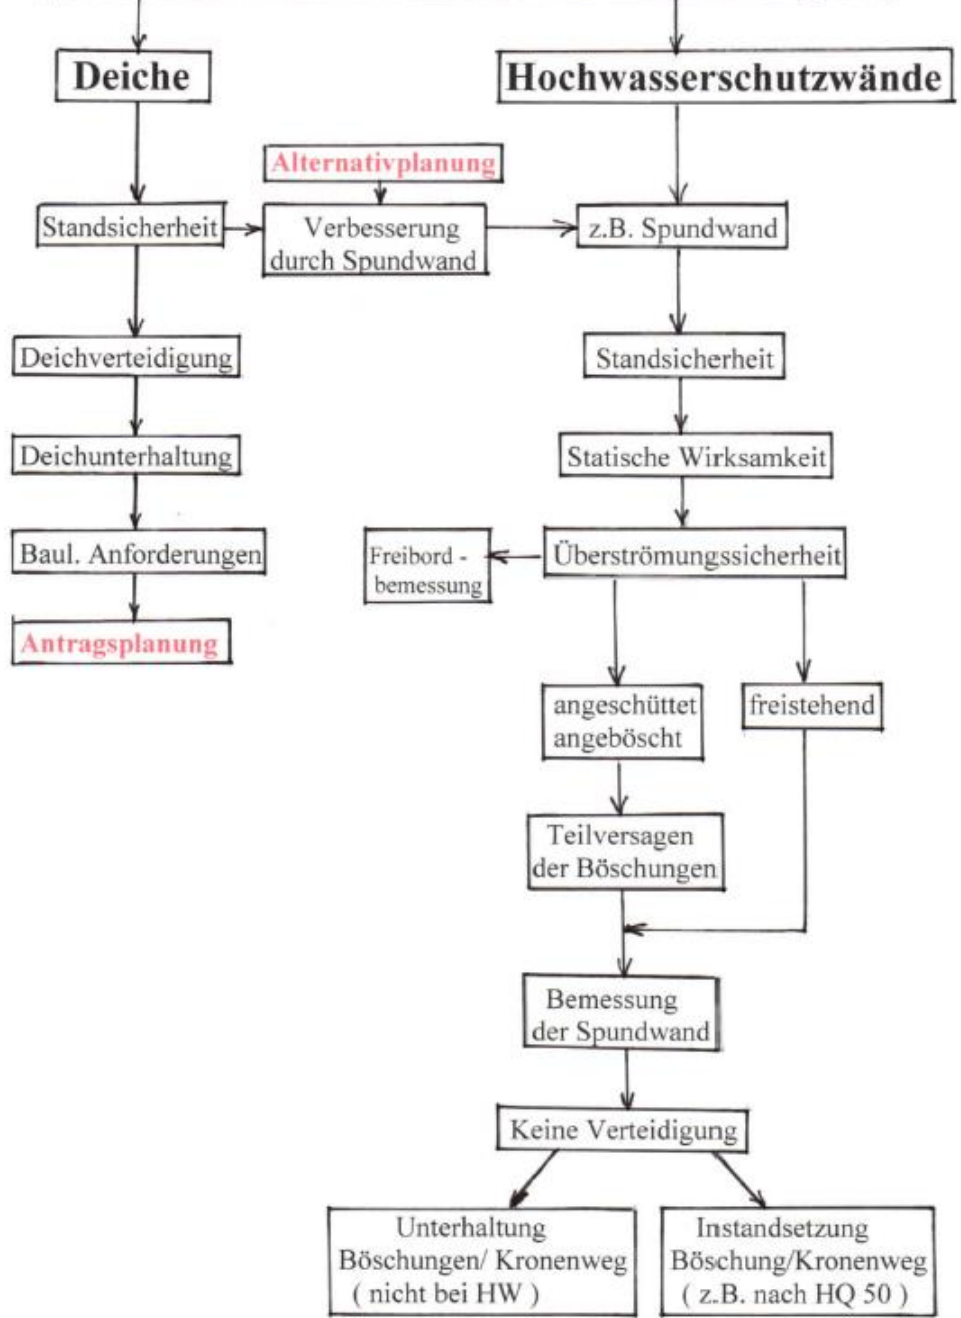 Deiche
Hochwasserschutzwände
Alternativplanung
Standsicherheit
Verbesserung
durch Spundwand
z.B. Spundwand
Deichverteidigung
Standsicherheit
Deichunterhaltung
Statische Wirksamkeit
Baul. Anforderungen
Freibord -
bemessung
Überströmungssicherheit
Antragsplanung
angeschüttet
angeböscht
freistehend
Teilversagen
der Böschungen
Bemessung
der Spundwand
Keine Verteidigung
Unterhaltung
Böschungen/ Kronenweg
( nicht bei HW )
Instandsetzung
Böschung/Kronenweg
( z.B. nach HQ 50 )